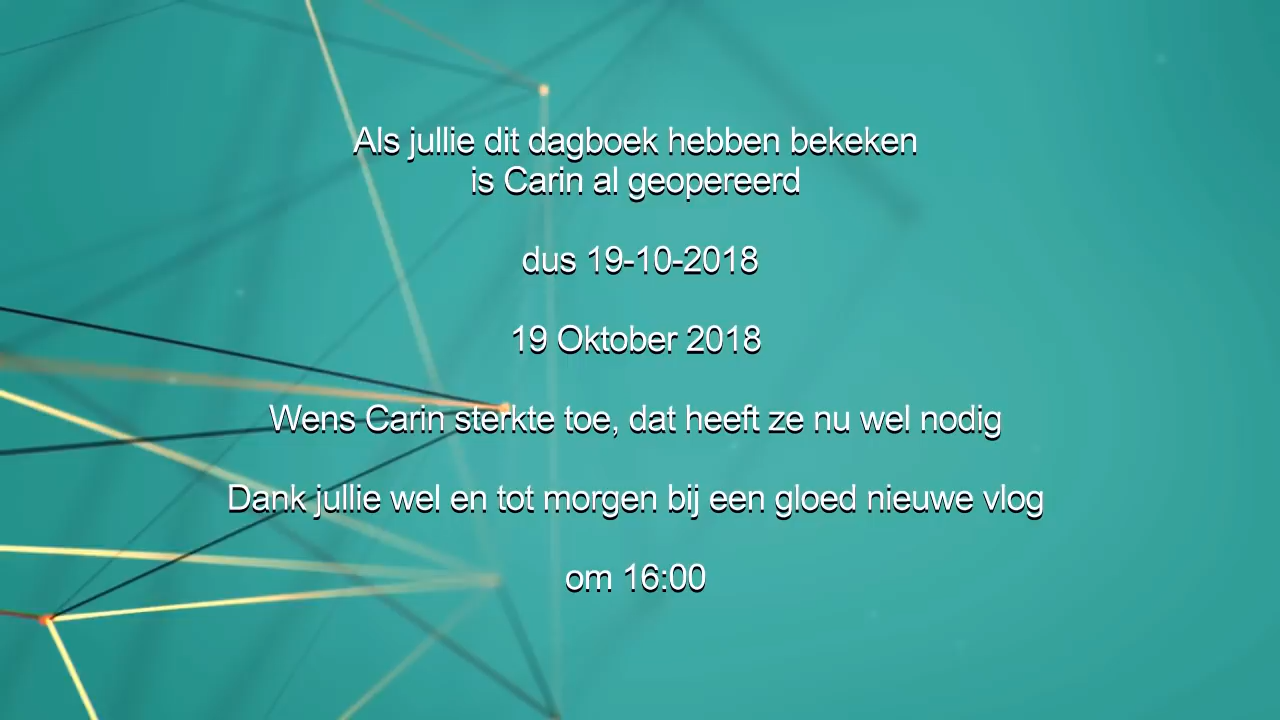 Als jullie dit dagboek hebben bekeken
is Carin al geopereerd
dus 19-10-2018
19 Oktober 2018
Wens Carin sterkte toe, dat heeft ze nu wel nodig
Dank jullie wel en tot morgen bij een gloed nieuwe vlog
om 16:00